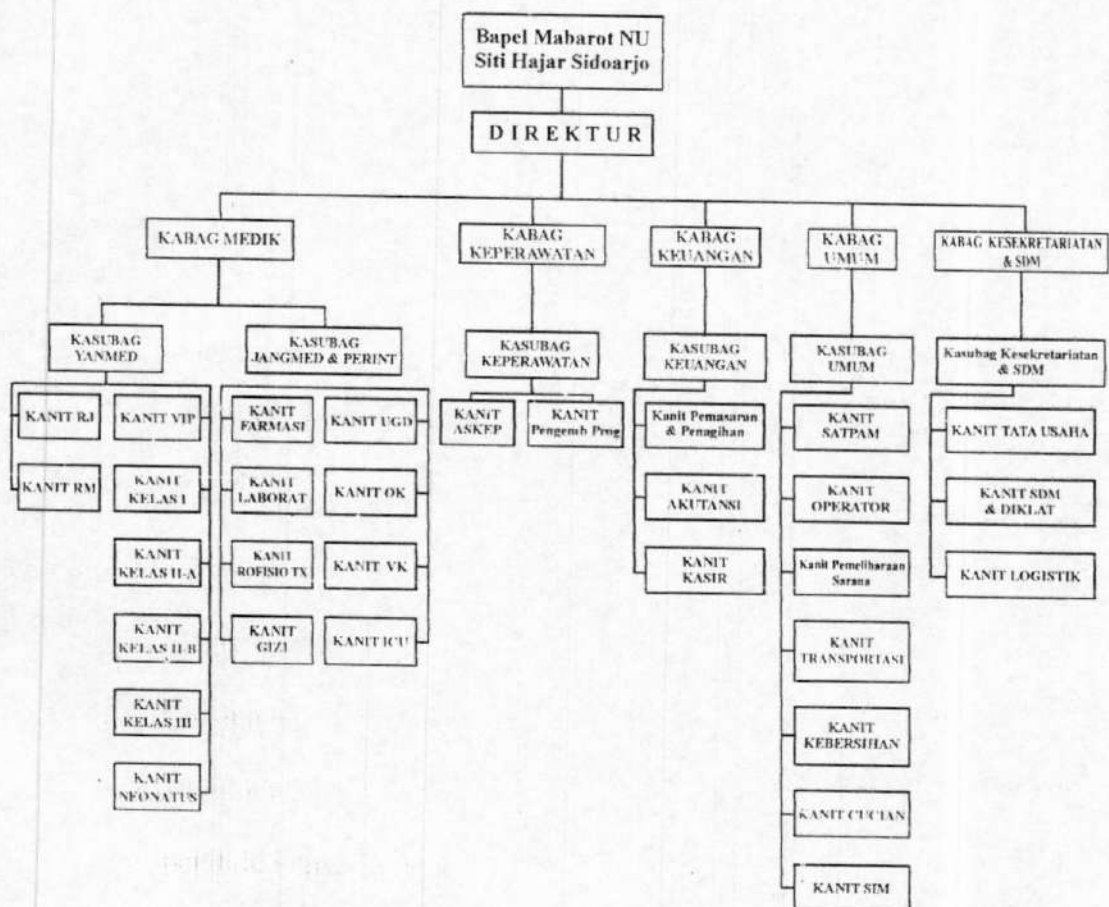 Bapel Mabarot NU
Siti Hajar Sidoarjo
DIREKTUR
KABAG MEDIK
KABAG
KEPERAWATAN
KABAG
KEUANGAN
KABAG
UMUM
KABAG KESEKRETARIATAN
& SDM
KASUBAG
YANMED
KASUBAG
JANGMED & PERINT
KASUBAG
KEPERAWATAN
KASUBAG
KEUANGAN
KASUBAG
UMUM
Kasubag Kesekretariatan
& SDM
KANIT RJ
KANIT RM
KANIT VIP
KANIT
KELAS I
KANIT
KELAS II-A
KANIT
KELAS II-B
KANIT
KELAS III
KANIT
NEONATUS
KANIT
FARMASI
KANIT
LABORAT
KANIT
ROFISIO TX
KANIT
GIZI
KANIT UGD
KANIT OK
KANIT VK
KANIT ICU
KANIT
ASKEP
KANIT
Pengemb Prog
Kanit Pemasaran
& Penagihan
KANIT
AKUTANSI
KANIT
KASIR
KANIT
SATPAM
KANIT
OPERATOR
Kanit Pemeliharaan
Sarana
KANIT
TRANSPORTASI
KANIT
KEBERSIHAN
KANIT CUCIAN
KANIT SIM
KANIT TATA USAHA
KANIT SDM
& DIKLAT
KANIT LOGISTIK